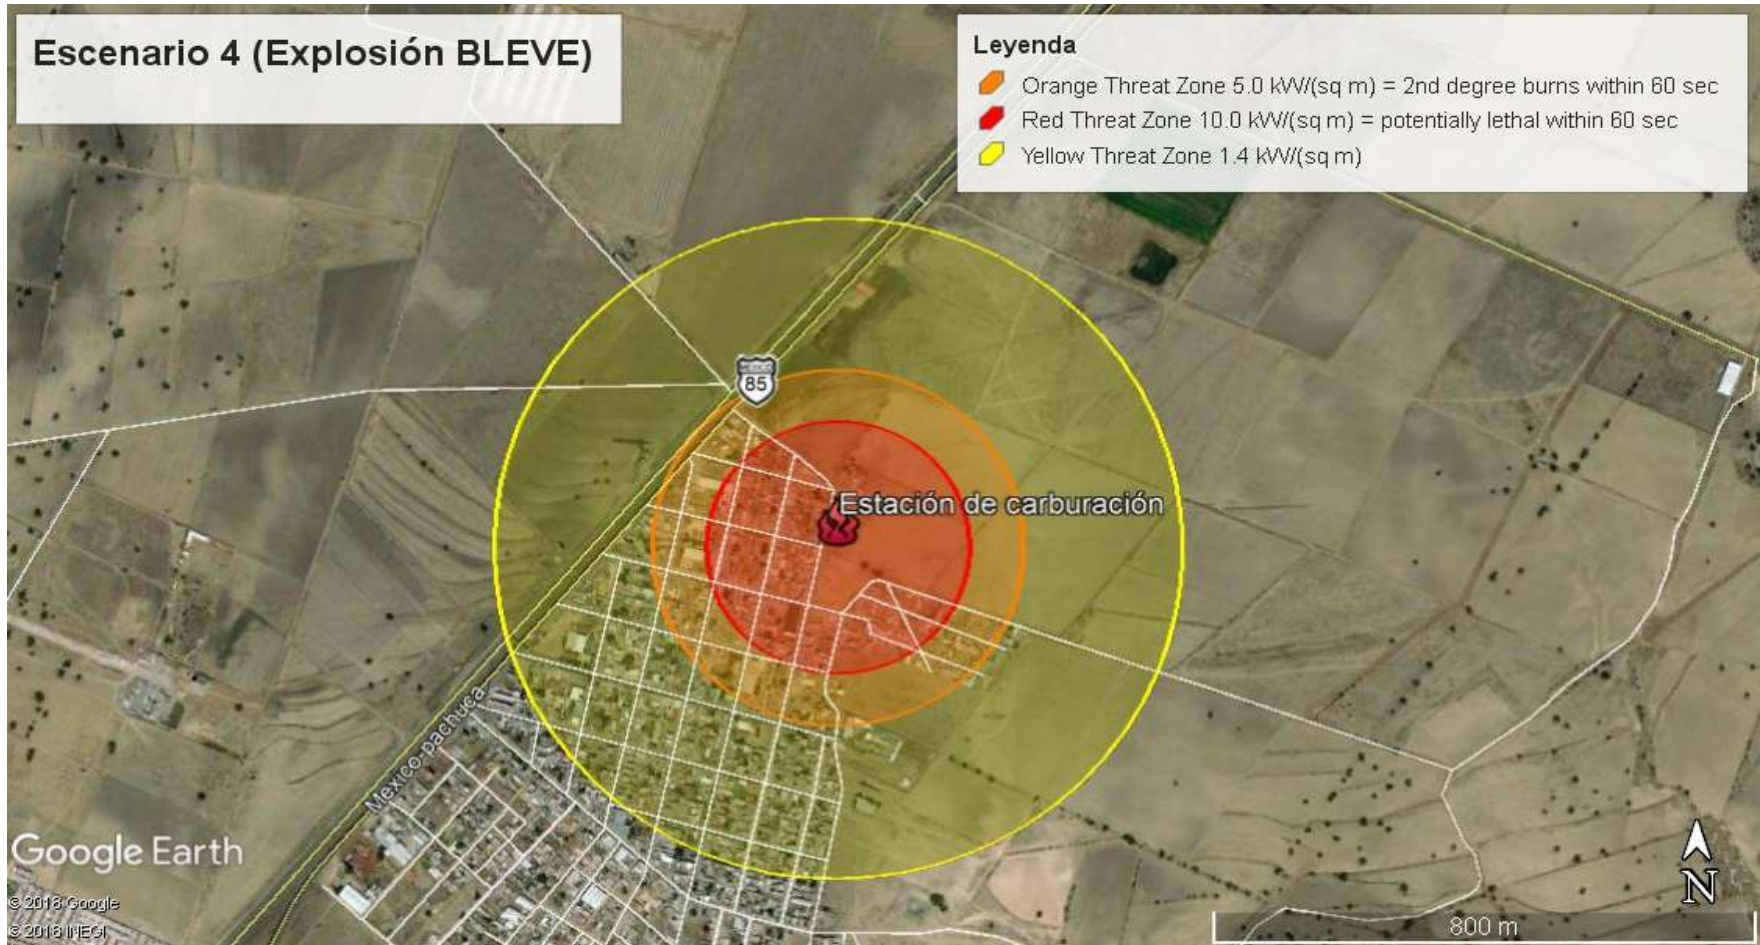 Escenario 4 (Explosión BLEVE)
Leyenda
Orange Threat Zone 5.0 kW/(sq m) = 2nd degree burns within 60 sec
Red Threat Zone 10.0 kW/(sq m) = potentially lethal within 60 sec
Yellow Threat Zone 1.4 kW/(sq m)
85
Estación de carburación
Mexico-pachuca
Google Earth
© 2018 Google
© 2018 INEGI
N
800 m